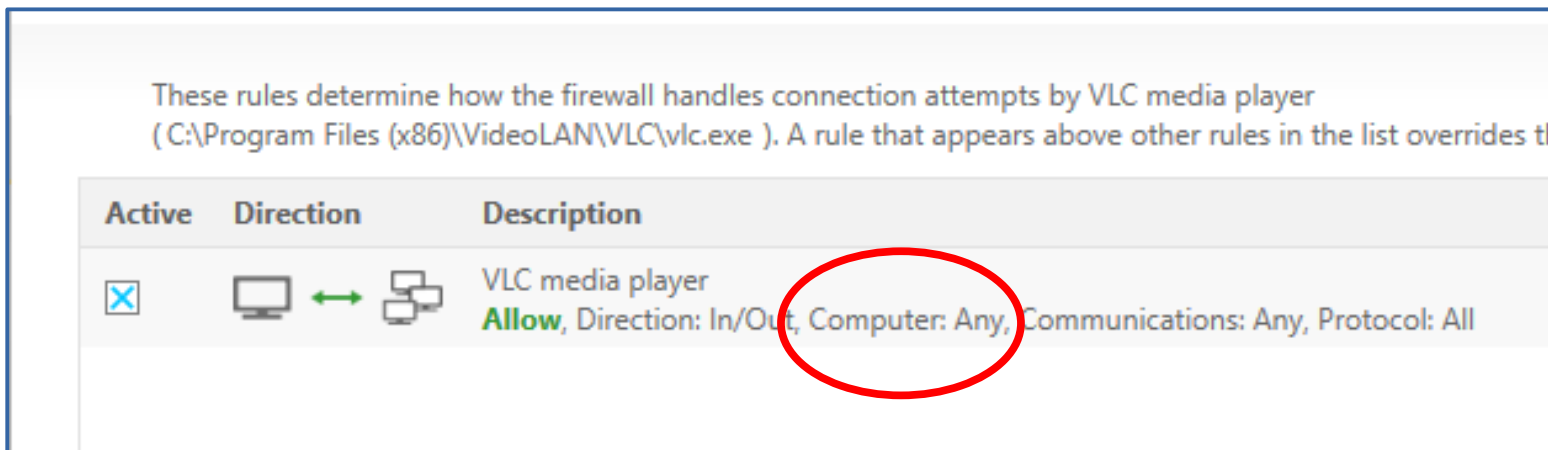 These rules determine how the firewall handles connection attempts by VLC media player
( C:\Program Files (x86)\VideoLAN\VLC\vlc.exe ). A rule that appears above other rules in the list overrides
Active Direction Description
VLC media player
Allow, Direction: In/Out, Computer: Any, Communications: Any, Protocol: All